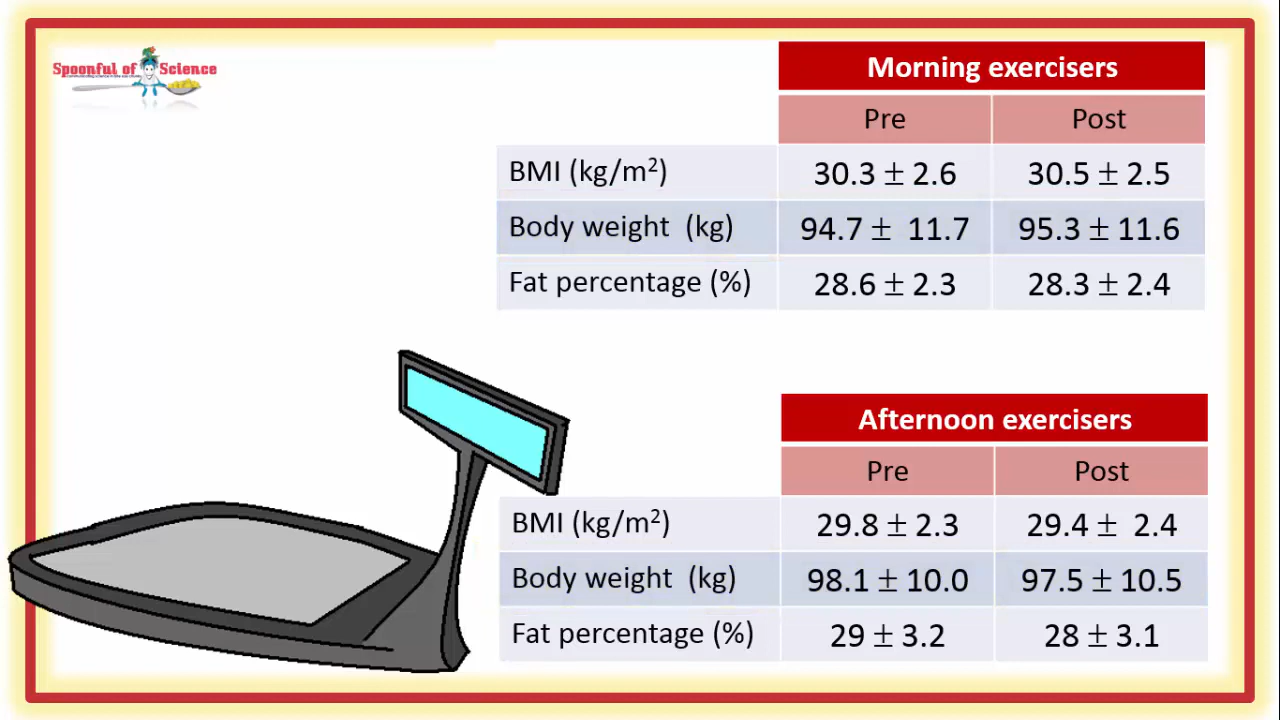 Spoonful of Science
Morning exercisers
Pre Post
BMI (kg/m²) 30.3 ± 2.6 30.5 ± 2.5
Body weight (kg) 94.7 ± 11.7 95.3 ± 11.6
Fat percentage (%) 28.6 ± 2.3 28.3 ± 2.4
Afternoon exercisers
Pre Post
BMI (kg/m²) 29.8 ± 2.3 29.4 ± 2.4
Body weight (kg) 98.1 ± 10.0 97.5 ± 10.5
Fat percentage (%) 29 ± 3.2 28 ± 3.1